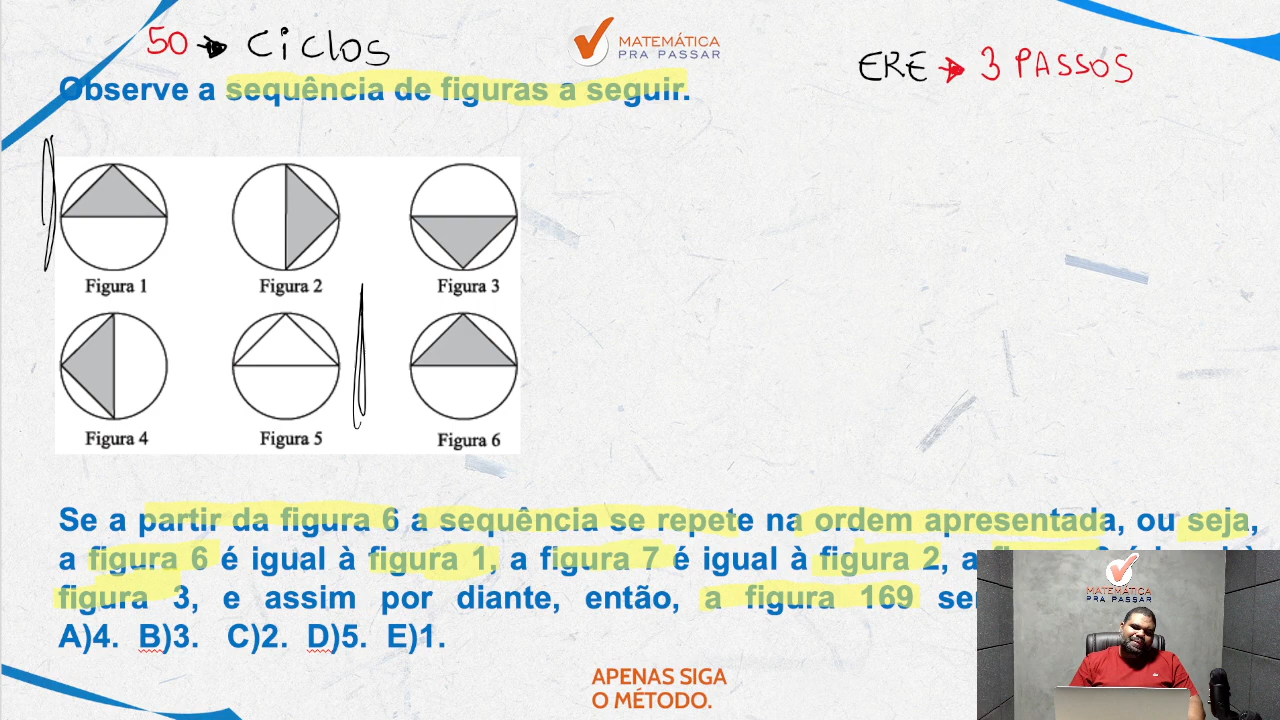 50 → Ciclos
MATEMÁTICA
PRA PASSAR
ERE → 3 PASSOS
Observe a sequência de figuras a seguir.
Figura 1
Figura 2
Figura 3
Figura 4
Figura 5
Figura 6
Se a partir da figura 6 a sequência se repete na ordem apresentada, ou seja,
a figura 6 é igual à figura 1, a figura 7 é igual à figura 2, a
figura 3, e assim por diante, então, a figura 169
A)4. B)3. C)2. D)5. E)1.
MATEMÁTICA
PRA PASSAR
APENAS SIGA
O MÉTODO.